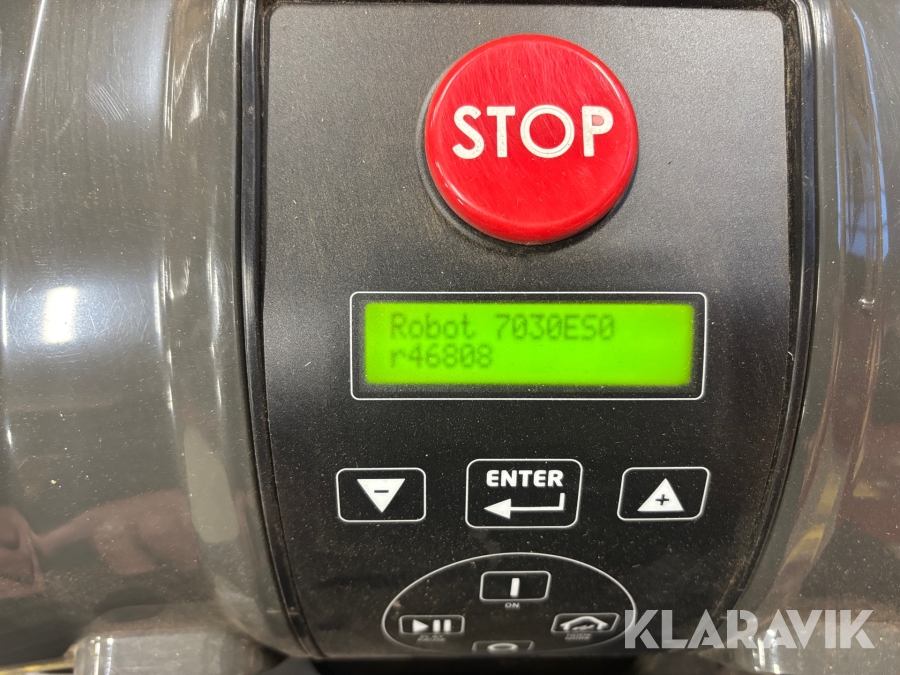 STOP
Robot 7030ES0
r46808
ENTER
ON
KLARAVIK